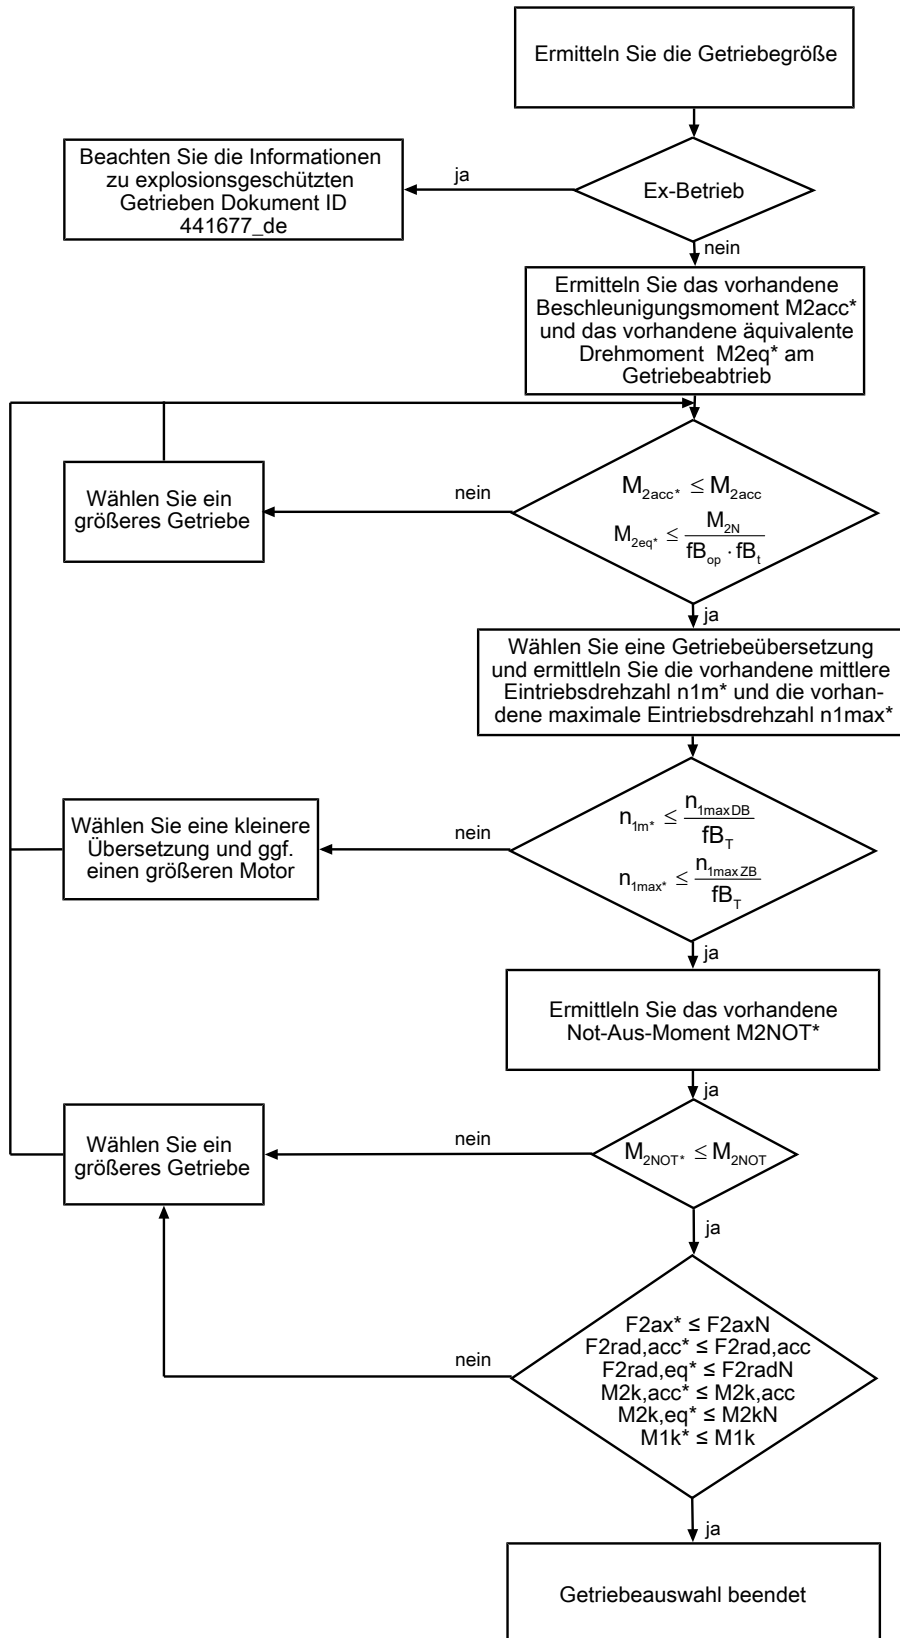 Ermitteln Sie die Getriebegröße
Beachten Sie die Informationen
zu explosionsgeschützten
Getrieben Dokument ID
441677_de
ja
Ex-Betrieb
nein
Ermitteln Sie das vorhandene
Beschleunigungsmoment M2acc*
und das vorhandene äquivalente
Drehmoment M2eq* am
Getriebeabtrieb
Wählen Sie ein
größeres Getriebe
nein
M2acc* ≤ M2acc
M2eq* ≤ M2N / (fBop · fBt)
ja
Wählen Sie eine Getriebeübersetzung
und ermittleln Sie die vorhandene mittlere
Eintriebsdrehzahl n1m* und die vorhan-
dene maximale Eintriebsdrehzahl n1max*
Wählen Sie eine kleinere
Übersetzung und ggf.
einen größeren Motor
nein
n1m* ≤ n1maxDB / fBT
n1max* ≤ n1maxZB / fBT
ja
Ermittleln Sie das vorhandene
Not-Aus-Moment M2NOT*
ja
Wählen Sie ein
größeres Getriebe
nein
M2NOT* ≤ M2NOT
ja
nein
F2ax* ≤ F2axN
F2rad,acc* ≤ F2rad,acc
F2rad,eq* ≤ F2radN
M2k,acc* ≤ M2k,acc
M2k,eq* ≤ M2kN
M1k* ≤ M1k
ja
Getriebeauswahl beendet